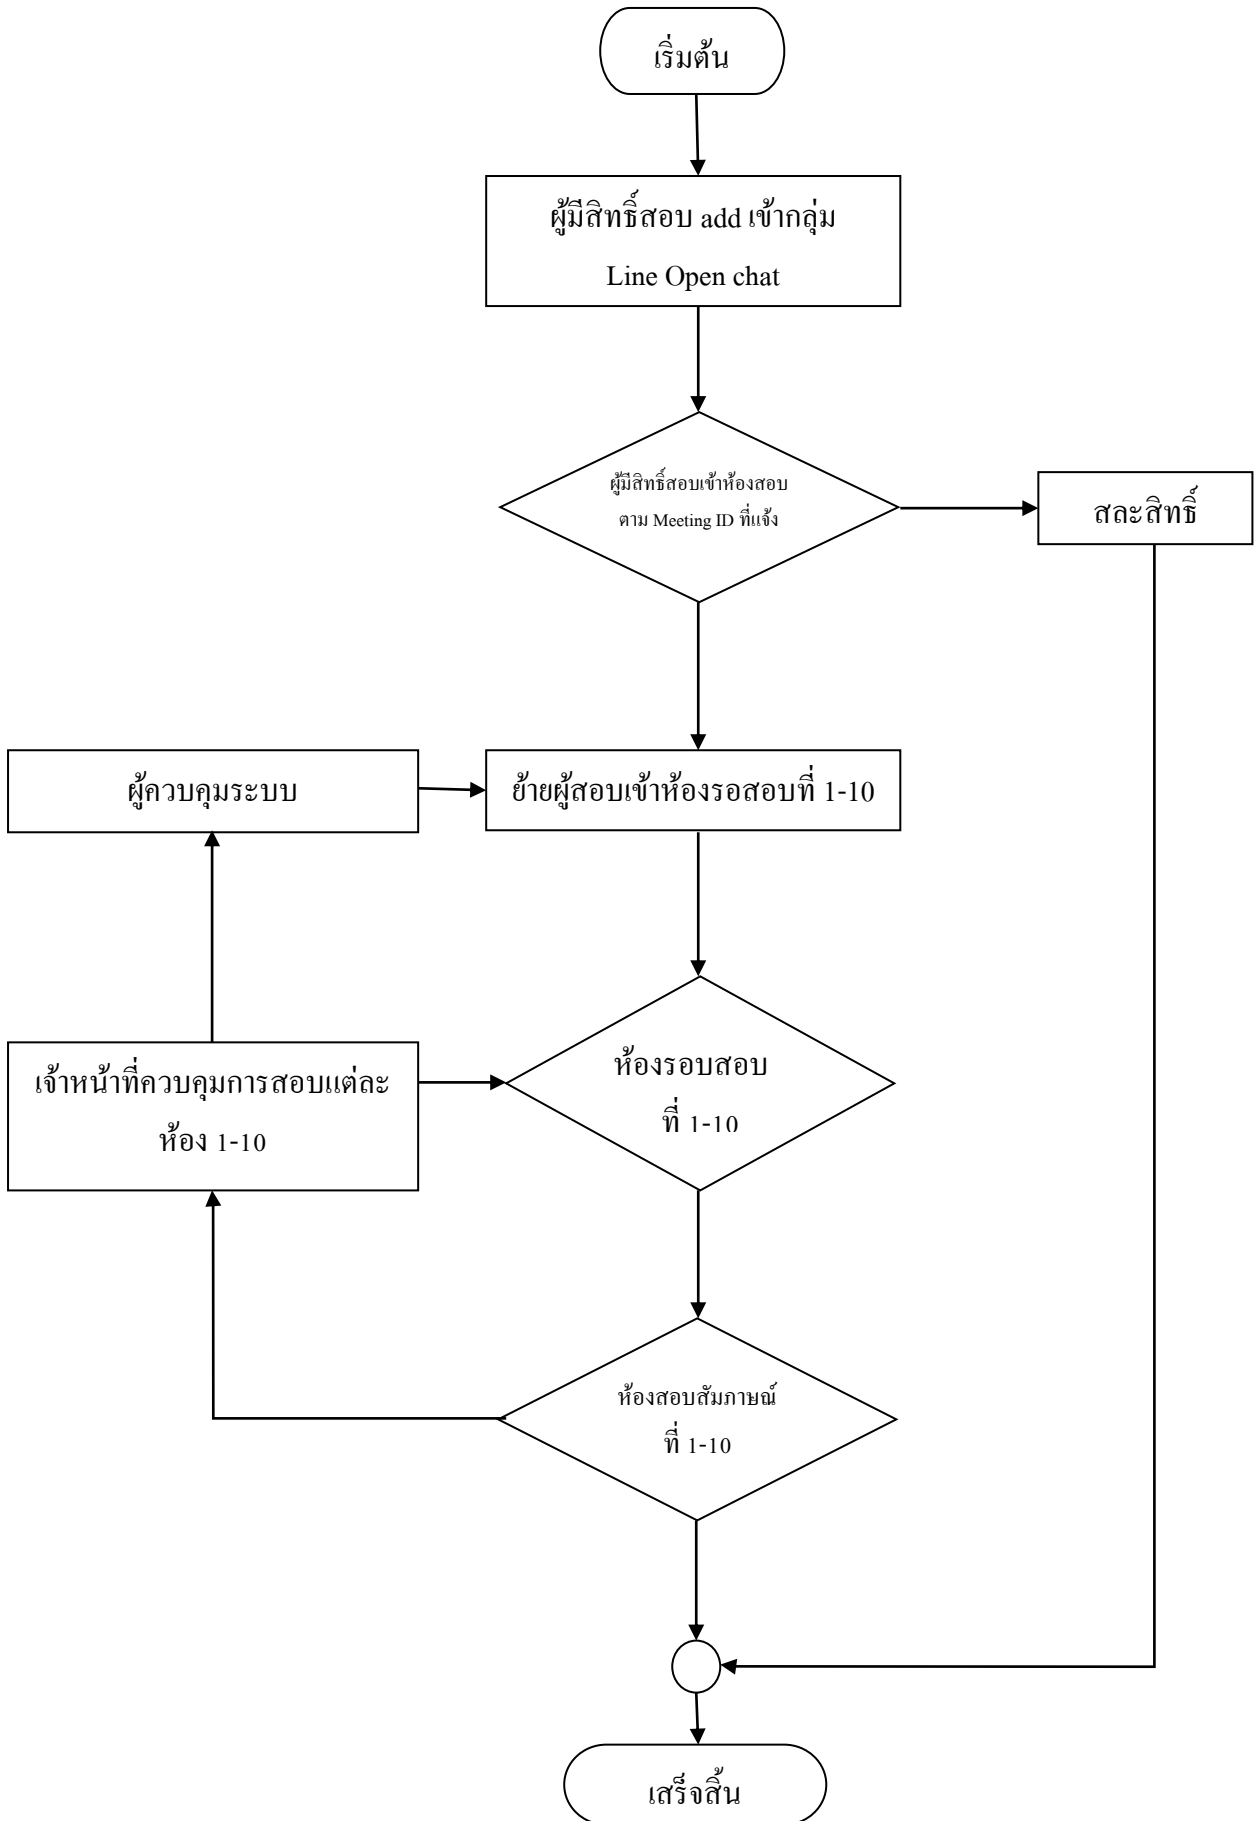 เริ่มต้น
ผู้มีสิทธิ์สอบ add เข้ากลุ่ม
Line Open chat
ผู้มีสิทธิ์สอบเข้าห้องสอบ
ตาม Meeting ID ที่แจ้ง
สละสิทธิ์
ผู้ควบคุมระบบ
ย้ายผู้สอบเข้าห้องรอสอบที่ 1-10
เจ้าหน้าที่ควบคุมการสอบแต่ละ
ห้อง 1-10
ห้องรอบสอบ
ที่ 1-10
ห้องสอบสัมภาษณ์
ที่ 1-10
เสร็จสิ้น